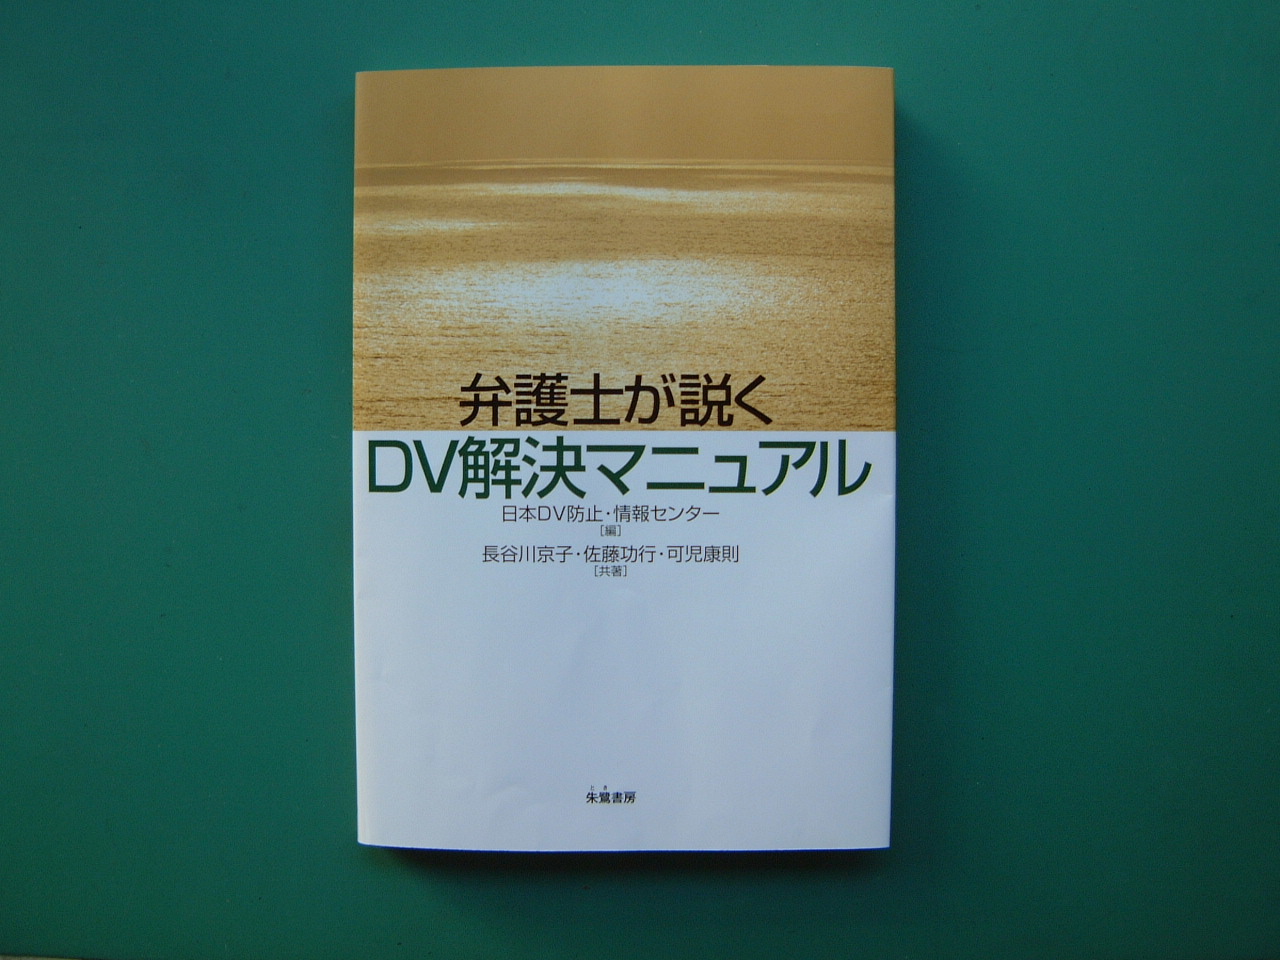 弁護士が説く
DV解決マニュアル
日本DV防止・情報センター
[編]
長谷川京子・佐藤功行・可児康則
[共著]
とき
朱鷺書房